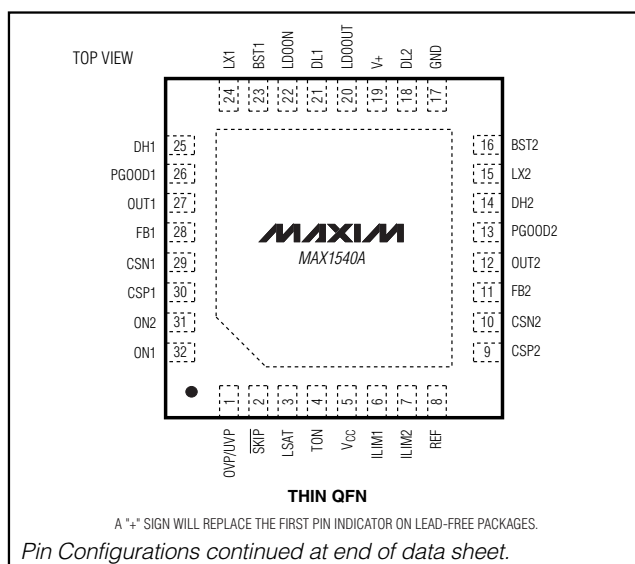 TOP VIEW
LX1
BST1
LDOON
DL1
LDOOUT
V+
DL2
GND
24
23
22
21
20
19
18
17
DH1 25
PGOOD1 26
OUT1 27
FB1 28
CSN1 29
CSP1 30
ON2 31
ON1 32
MAXIM
MAX1540A
16 BST2
15 LX2
14 DH2
13 PGOOD2
12 OUT2
11 FB2
10 CSN2
9 CSP2
1
2
3
4
5
6
7
8
OVP/UVP
SKIP
LSAT
TON
VCC
ILIM1
ILIM2
REF
THIN QFN
A "+" SIGN WILL REPLACE THE FIRST PIN INDICATOR ON LEAD-FREE PACKAGES.
Pin Configurations continued at end of data sheet.